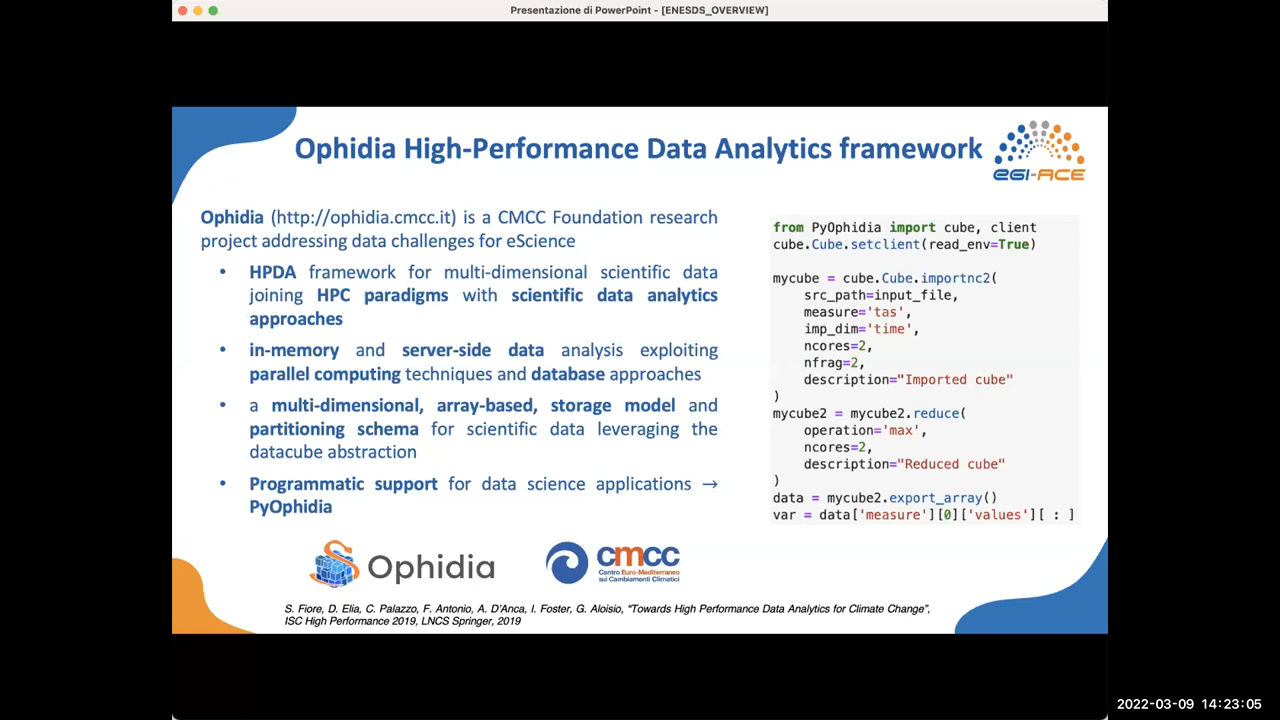 Presentazione di PowerPoint - [ENESDS_OVERVIEW]
Ophidia High-Performance Data Analytics framework
EGI-ACE
Ophidia (http://ophidia.cmcc.it) is a CMCC Foundation research
project addressing data challenges for eScience
• HPDA framework for multi-dimensional scientific data
joining HPC paradigms with scientific data analytics
approaches
• in-memory and server-side data analysis exploiting
parallel computing techniques and database approaches
• a multi-dimensional, array-based, storage model and
partitioning schema for scientific data leveraging the
datacube abstraction
• Programmatic support for data science applications →
PyOphidia
from PyOphidia import cube, client
cube.Cube.setclient(read_env=True)
mycube = cube.Cube.importnc2(
src_path=input_file,
measure='tas',
imp_dim='time',
ncores=2,
nfrag=2,
description="Imported cube"
)
mycube2 = mycube2.reduce(
operation='max',
ncores=2,
description="Reduced cube"
)
data = mycube2.export_array()
var = data['measure'][0]['values'][ : ]
Ophidia
cmcc
Centro Euro-Mediterraneo
sui Cambiamenti Climatici
S. Fiore, D. Elia, C. Palazzo, F. Antonio, A. D'Anca, I. Foster, G. Aloisio, "Towards High Performance Data Analytics for Climate Change",
ISC High Performance 2019, LNCS Springer, 2019
2022-03-09 14:23:05